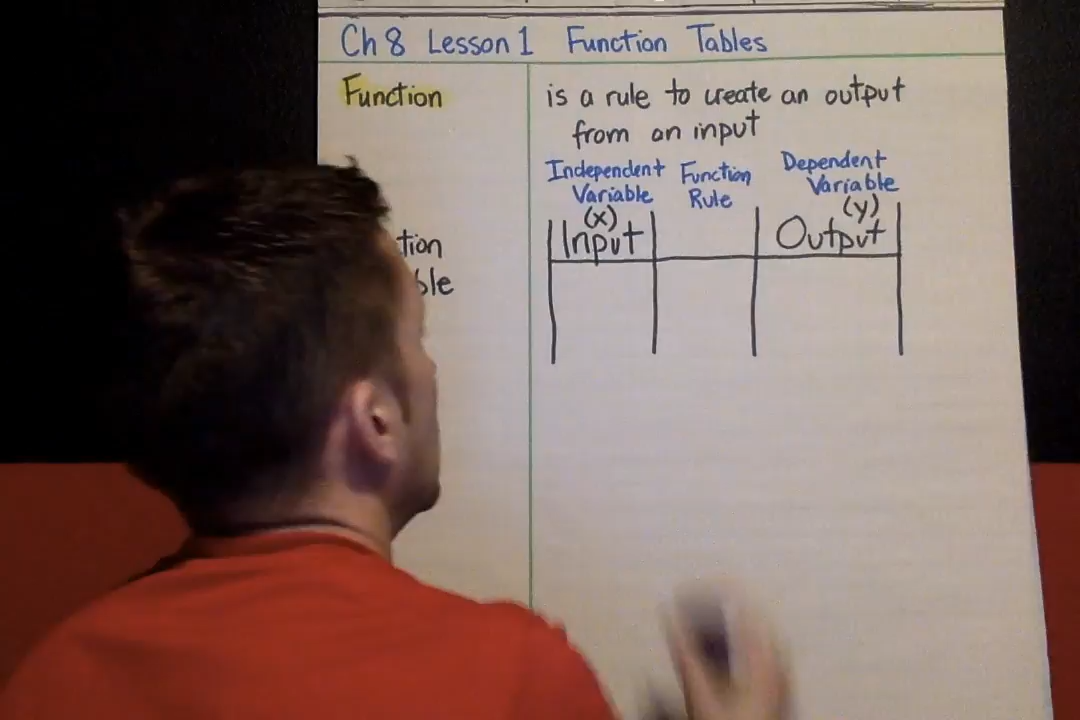 Ch 8 Lesson 1 Function Tables
Function
is a rule to create an output
from an input
Independent
Variable
(x)
Input
Function
Rule
Dependent
Variable
(y)
Output